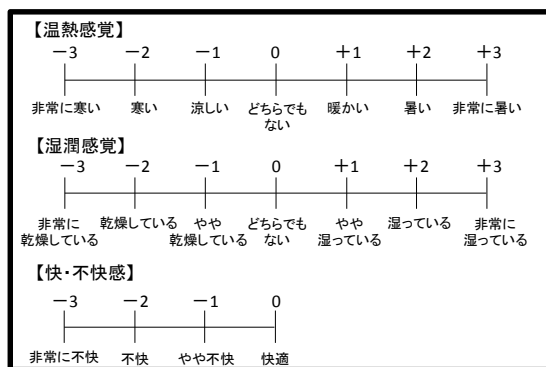 【温熱感覚】
－3 －2 －1 0 ＋1 ＋2 ＋3
非常に寒い 寒い 涼しい どちらでも 暖かい 暑い 非常に暑い
ない
【湿潤感覚】
－3 －2 －1 0 ＋1 ＋2 ＋3
非常に 乾燥している やや どちらでも やや 湿っている 非常に
乾燥している 乾燥している ない 湿っている 湿っている
【快・不快感】
－3 －2 －1 0
非常に不快 不快 やや不快 快適